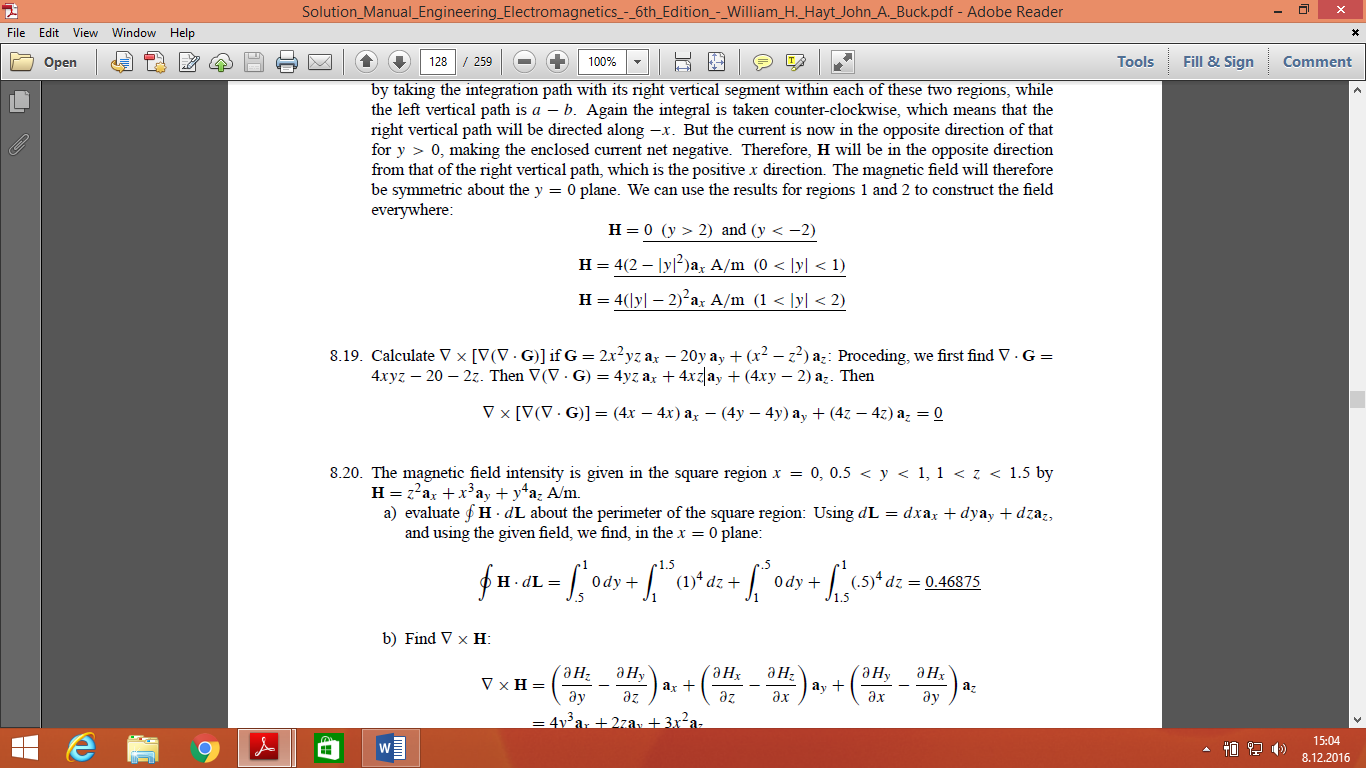 Solution_Manual_Engineering_Electromagnetics_-_6th_Edition_-_William_H._Hayt_John_A._Buck.pdf - Adobe Reader
File Edit View Window Help
Open 128 / 259 100% Tools Fill & Sign Comment
by taking the integration path with its right vertical segment within each of these two regions, while
the left vertical path is a − b. Again the integral is taken counter-clockwise, which means that the
right vertical path will be directed along −x. But the current is now in the opposite direction of that
for y > 0, making the enclosed current net negative. Therefore, H will be in the opposite direction
from that of the right vertical path, which is the positive x direction. The magnetic field will therefore
be symmetric about the y = 0 plane. We can use the results for regions 1 and 2 to construct the field
everywhere:
H = 0 (y > 2) and (y < −2)
H = 4(2 − |y|²)aₓ A/m (0 < |y| < 1)
H = 4(|y| − 2)²aₓ A/m (1 < |y| < 2)
8.19. Calculate ∇ × [∇(∇ · G)] if G = 2x²yz aₓ − 20y a_y + (x² − z²) a_z: Proceding, we first find ∇ · G =
4xyz − 20 − 2z. Then ∇(∇ · G) = 4yz aₓ + 4xz a_y + (4xy − 2) a_z. Then
∇ × [∇(∇ · G)] = (4x − 4x) aₓ − (4y − 4y) a_y + (4z − 4z) a_z = 0
8.20. The magnetic field intensity is given in the square region x = 0, 0.5 < y < 1, 1 < z < 1.5 by
H = z²aₓ + x³a_y + y⁴a_z A/m.
a) evaluate ∮ H · dL about the perimeter of the square region: Using dL = dxaₓ + dya_y + dza_z,
and using the given field, we find, in the x = 0 plane:
∮ H · dL = ∫_.5^1 0 dy + ∫_1^1.5 (1)⁴ dz + ∫_1^.5 0 dy + ∫_1.5^1 (.5)⁴ dz = 0.46875
b) Find ∇ × H:
∇ × H = (∂H_z/∂y − ∂H_y/∂z) aₓ + (∂Hₓ/∂z − ∂H_z/∂x) a_y + (∂H_y/∂x − ∂Hₓ/∂y) a_z
= 4y³aₓ + 2za_y + 3x²a_z
15:04
8.12.2016